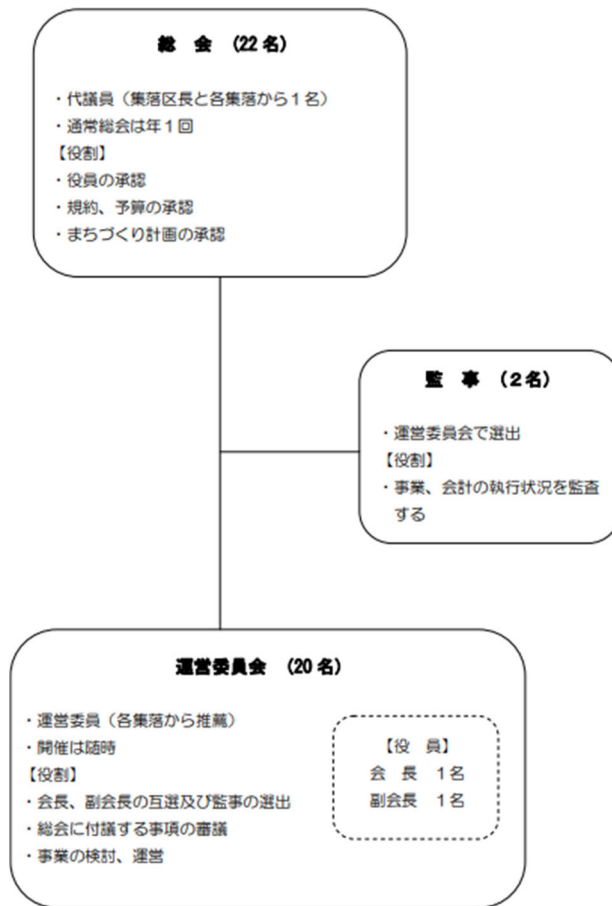 総　会　(22名)
・代議員（集落区長と各集落から１名）
・通常総会は年１回
【役割】
・役員の承認
・規約、予算の承認
・まちづくり計画の承認
監　事　(２名)
・運営委員会で選出
【役割】
・事業、会計の執行状況を監査
する
運営委員会　(20名)
・運営委員（各集落から推薦）
・開催は随時
【役割】
・会長、副会長の互選及び監事の選出
・総会に付議する事項の審議
・事業の検討、運営
【役　員】
会　長　１名
副会長　１名